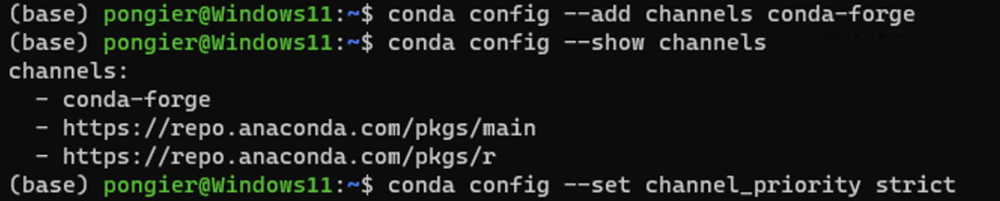 (base) pongier@Windows11:~$ conda config --add channels conda-forge
(base) pongier@Windows11:~$ conda config --show channels
channels:
  - conda-forge
  - https://repo.anaconda.com/pkgs/main
  - https://repo.anaconda.com/pkgs/r
(base) pongier@Windows11:~$ conda config --set channel_priority strict